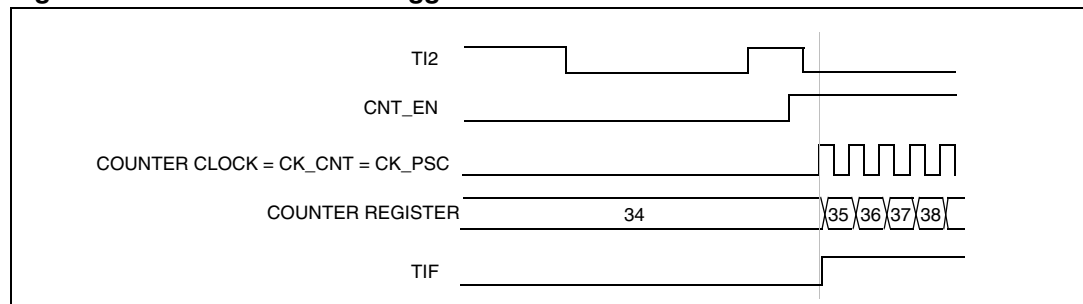 TI2
CNT_EN
COUNTER CLOCK = CK_CNT = CK_PSC
COUNTER REGISTER 34 35 36 37 38
TIF